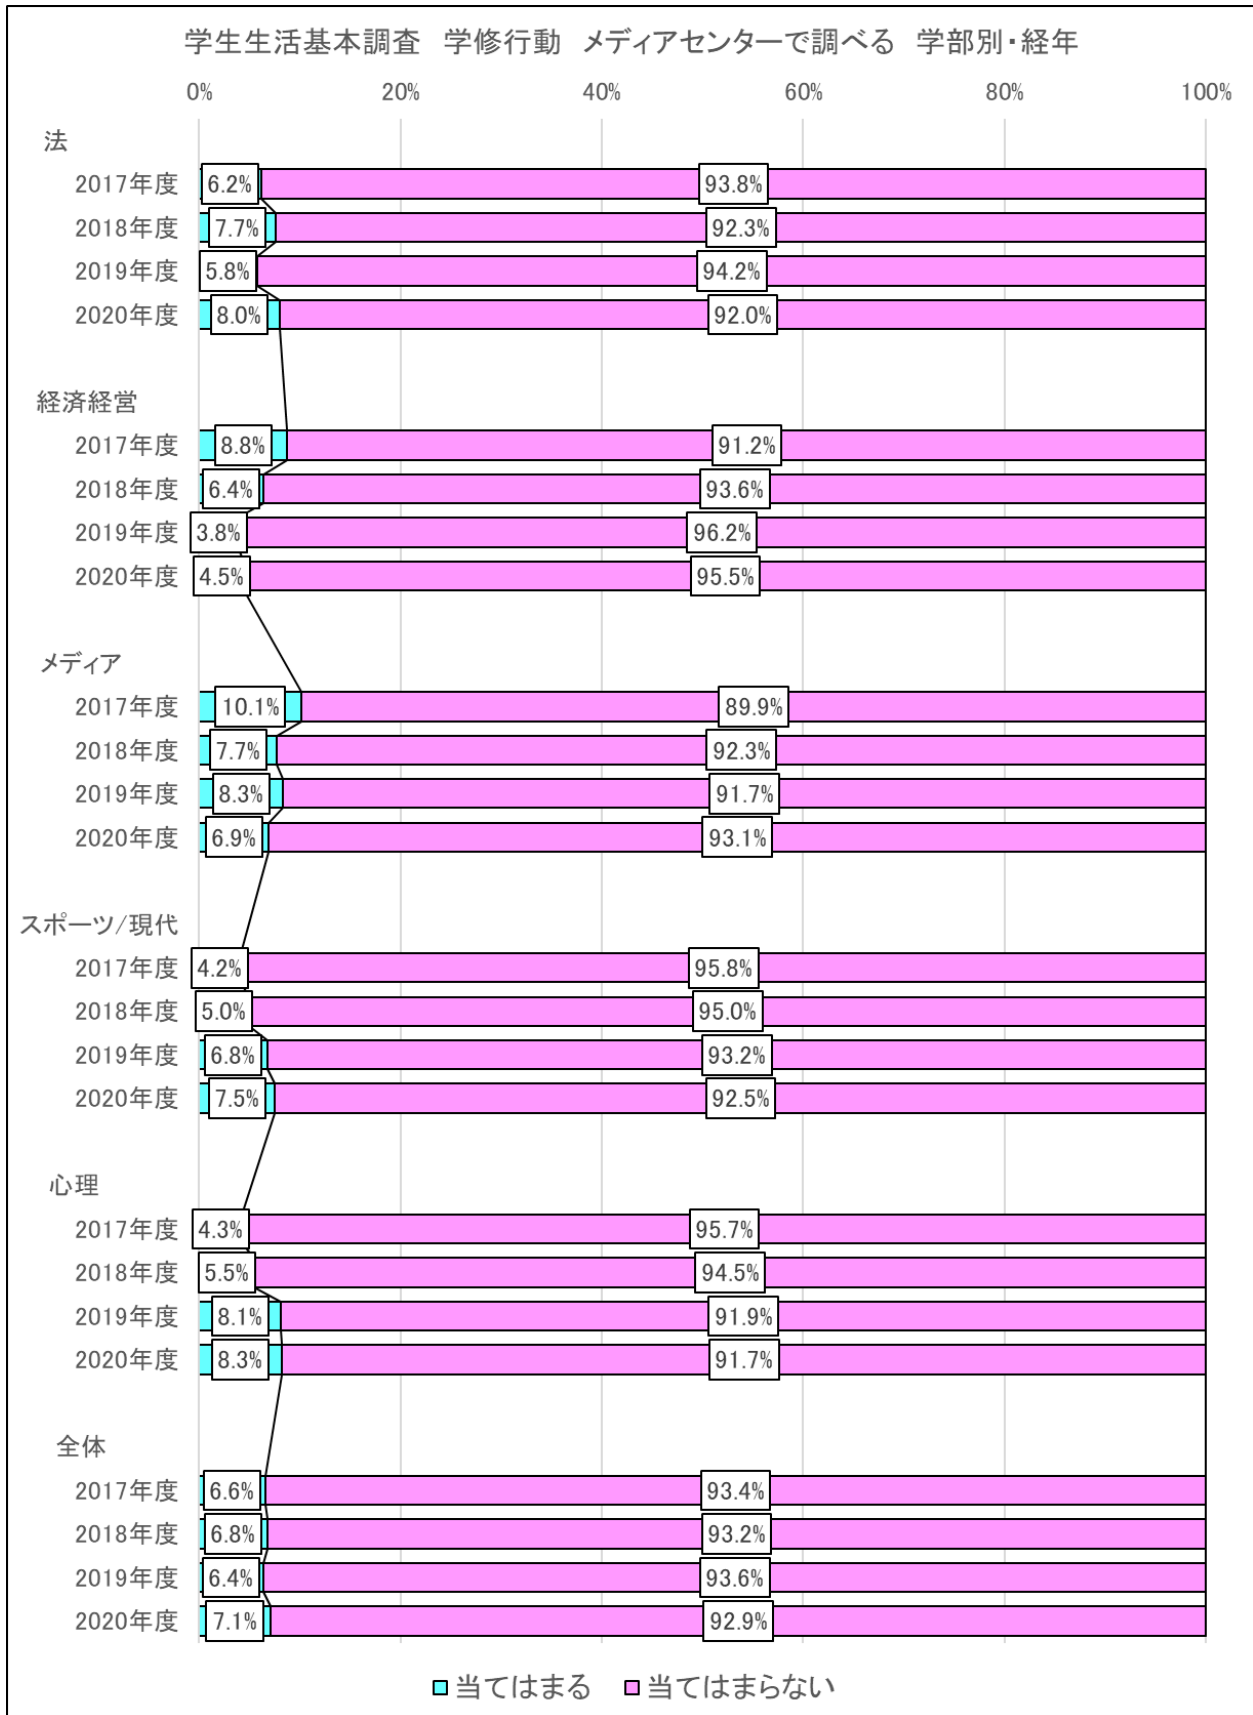 学生生活基本調査　学修行動　メディアセンターで調べる　学部別・経年
0% 20% 40% 60% 80% 100%
法
2017年度 6.2% 93.8%
2018年度 7.7% 92.3%
2019年度 5.8% 94.2%
2020年度 8.0% 92.0%
経済経営
2017年度 8.8% 91.2%
2018年度 6.4% 93.6%
2019年度 3.8% 96.2%
2020年度 4.5% 95.5%
メディア
2017年度 10.1% 89.9%
2018年度 7.7% 92.3%
2019年度 8.3% 91.7%
2020年度 6.9% 93.1%
スポーツ/現代
2017年度 4.2% 95.8%
2018年度 5.0% 95.0%
2019年度 6.8% 93.2%
2020年度 7.5% 92.5%
心理
2017年度 4.3% 95.7%
2018年度 5.5% 94.5%
2019年度 8.1% 91.9%
2020年度 8.3% 91.7%
全体
2017年度 6.6% 93.4%
2018年度 6.8% 93.2%
2019年度 6.4% 93.6%
2020年度 7.1% 92.9%
当てはまる 当てはまらない